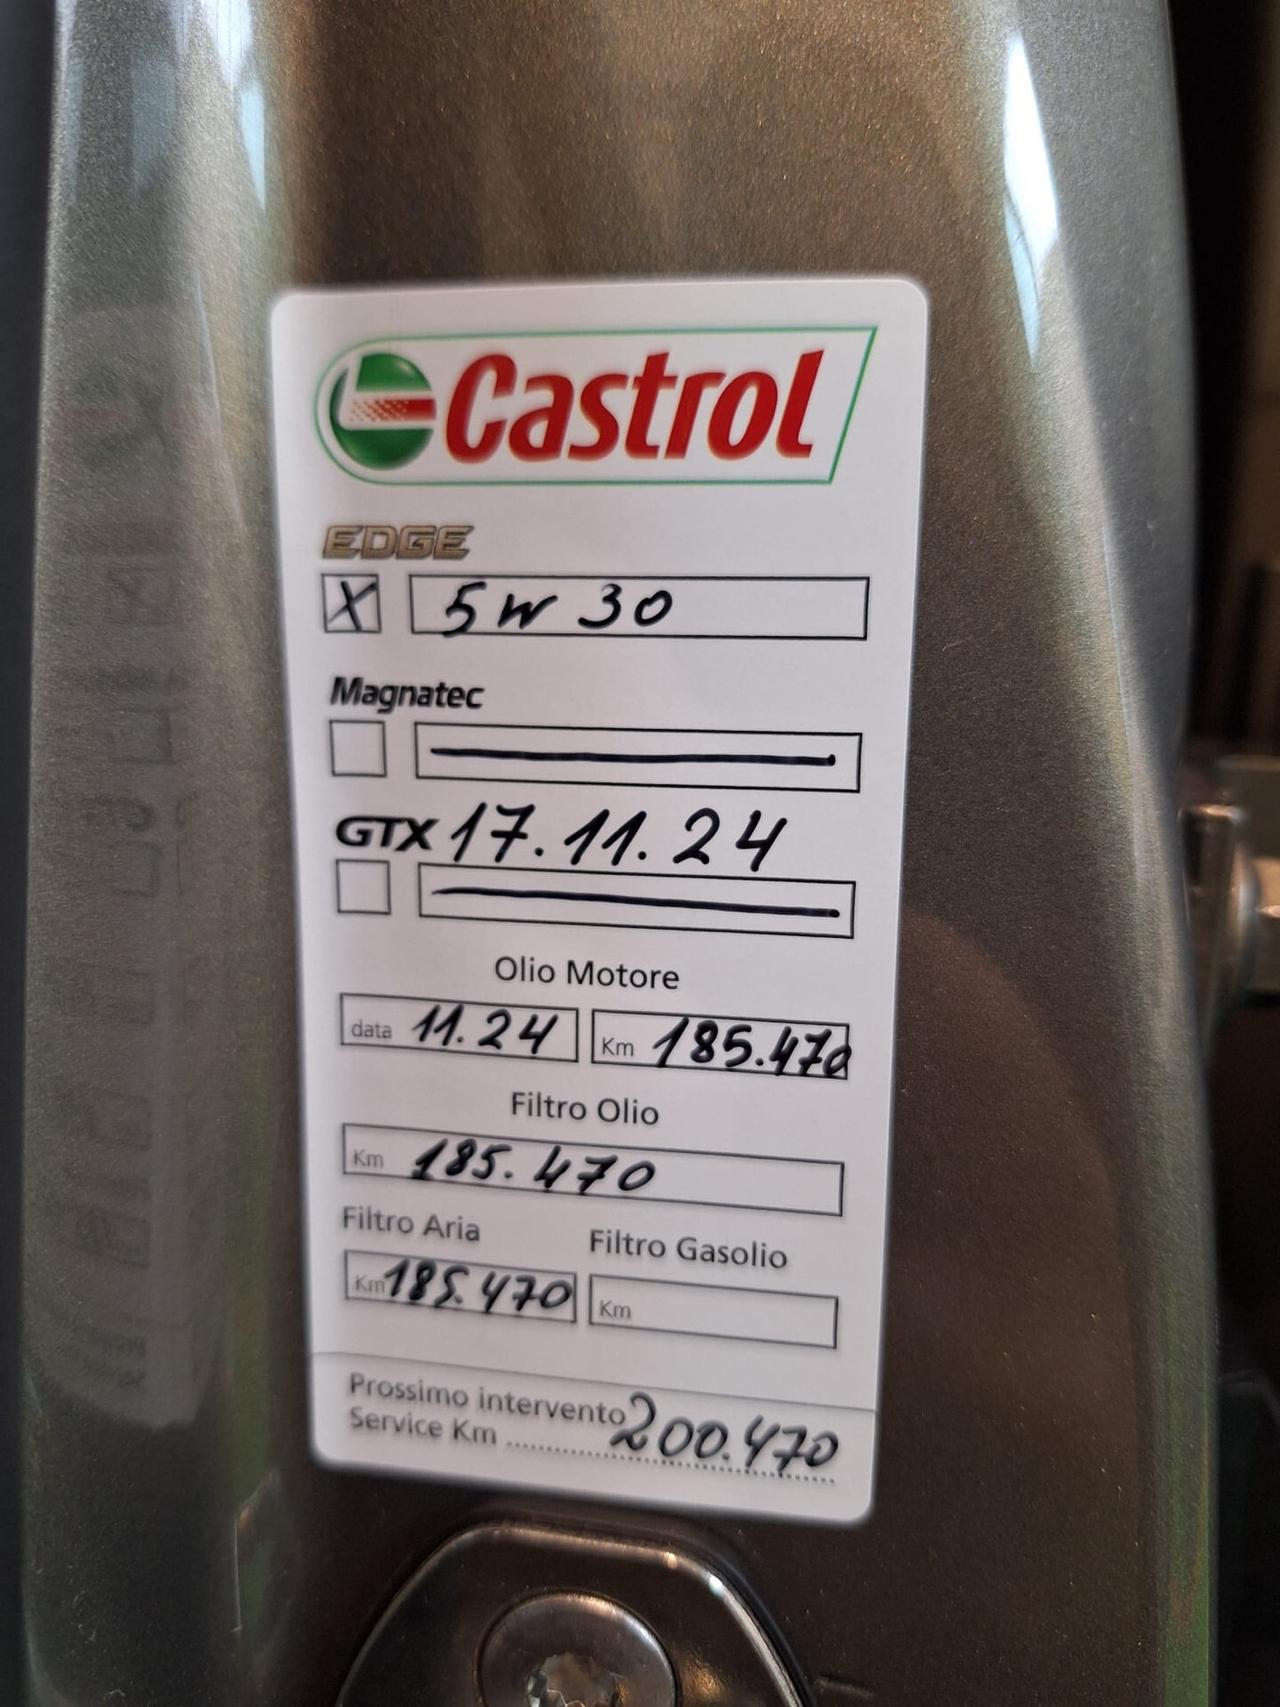 Castrol
EDGE
X 5W30
Magnatec
GTX 17.11.24
Olio Motore
data 11.24 Km 185.470
Filtro Olio
Km 185.470
Filtro Aria Filtro Gasolio
Km 185.470 Km
Prossimo intervento
Service Km 200.470